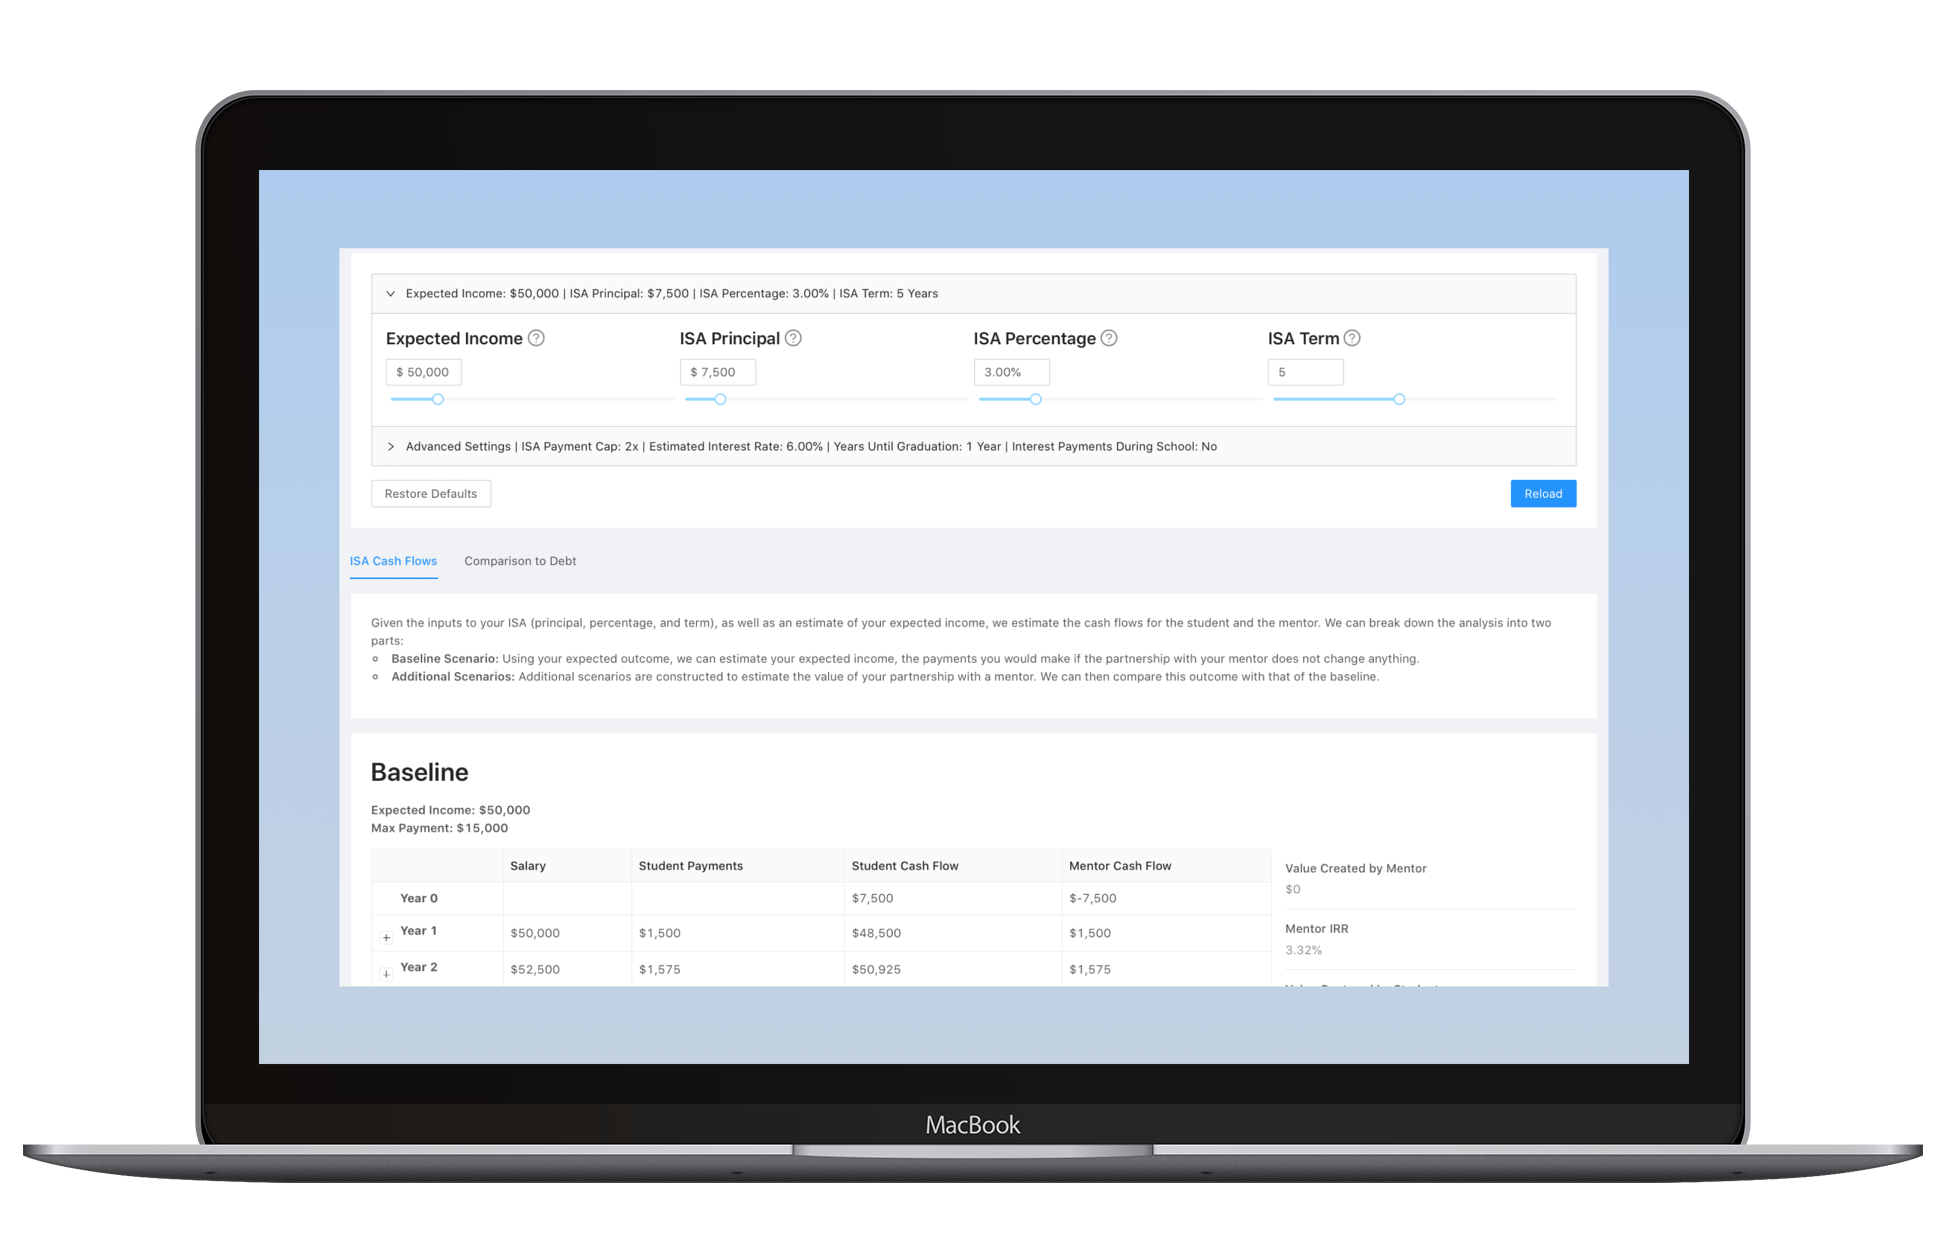 Expected Income: $50,000 | ISA Principal: $7,500 | ISA Percentage: 3.00% | ISA Term: 5 Years
Expected Income ?
ISA Principal ?
ISA Percentage ?
ISA Term ?
$ 50,000
$ 7,500
3.00%
5
Advanced Settings | ISA Payment Cap: 2x | Estimated Interest Rate: 6.00% | Years Until Graduation: 1 Year | Interest Payments During School: No
Restore Defaults
Reload
ISA Cash Flows
Comparison to Debt
Given the inputs to your ISA (principal, percentage, and term), as well as an estimate of your expected income, we estimate the cash flows for the student and the mentor. We can break down the analysis into two
parts:
Baseline Scenario: Using your expected outcome, we can estimate your expected income, the payments you would make if the partnership with your mentor does not change anything.
Additional Scenarios: Additional scenarios are constructed to estimate the value of your partnership with a mentor. We can then compare this outcome with that of the baseline.
Baseline
Expected Income: $50,000
Max Payment: $15,000
Salary Student Payments Student Cash Flow Mentor Cash Flow
Year 0 $7,500 $-7,500
+ Year 1 $50,000 $1,500 $48,500 $1,500
+ Year 2 $52,500 $1,575 $50,925 $1,575
Value Created by Mentor
$0
Mentor IRR
3.32%
MacBook